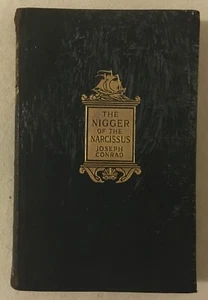 THE
NIGGER
OF THE
NARCISSUS
JOSEPH
CONRAD